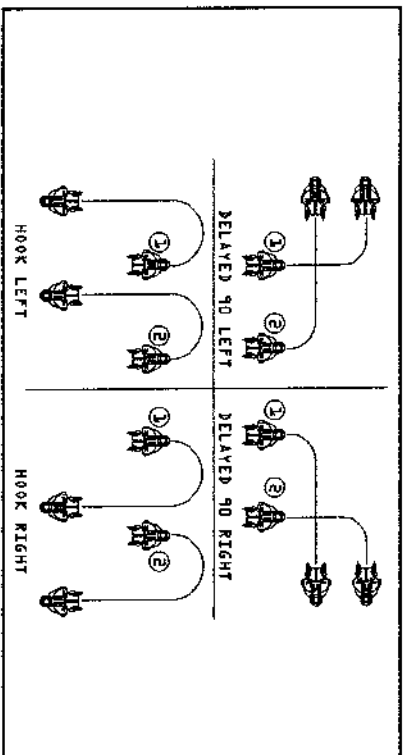 1 2
DELAYED 90 LEFT
1 2
DELAYED 90 RIGHT
1 2
HOOK LEFT
1 2
HOOK RIGHT